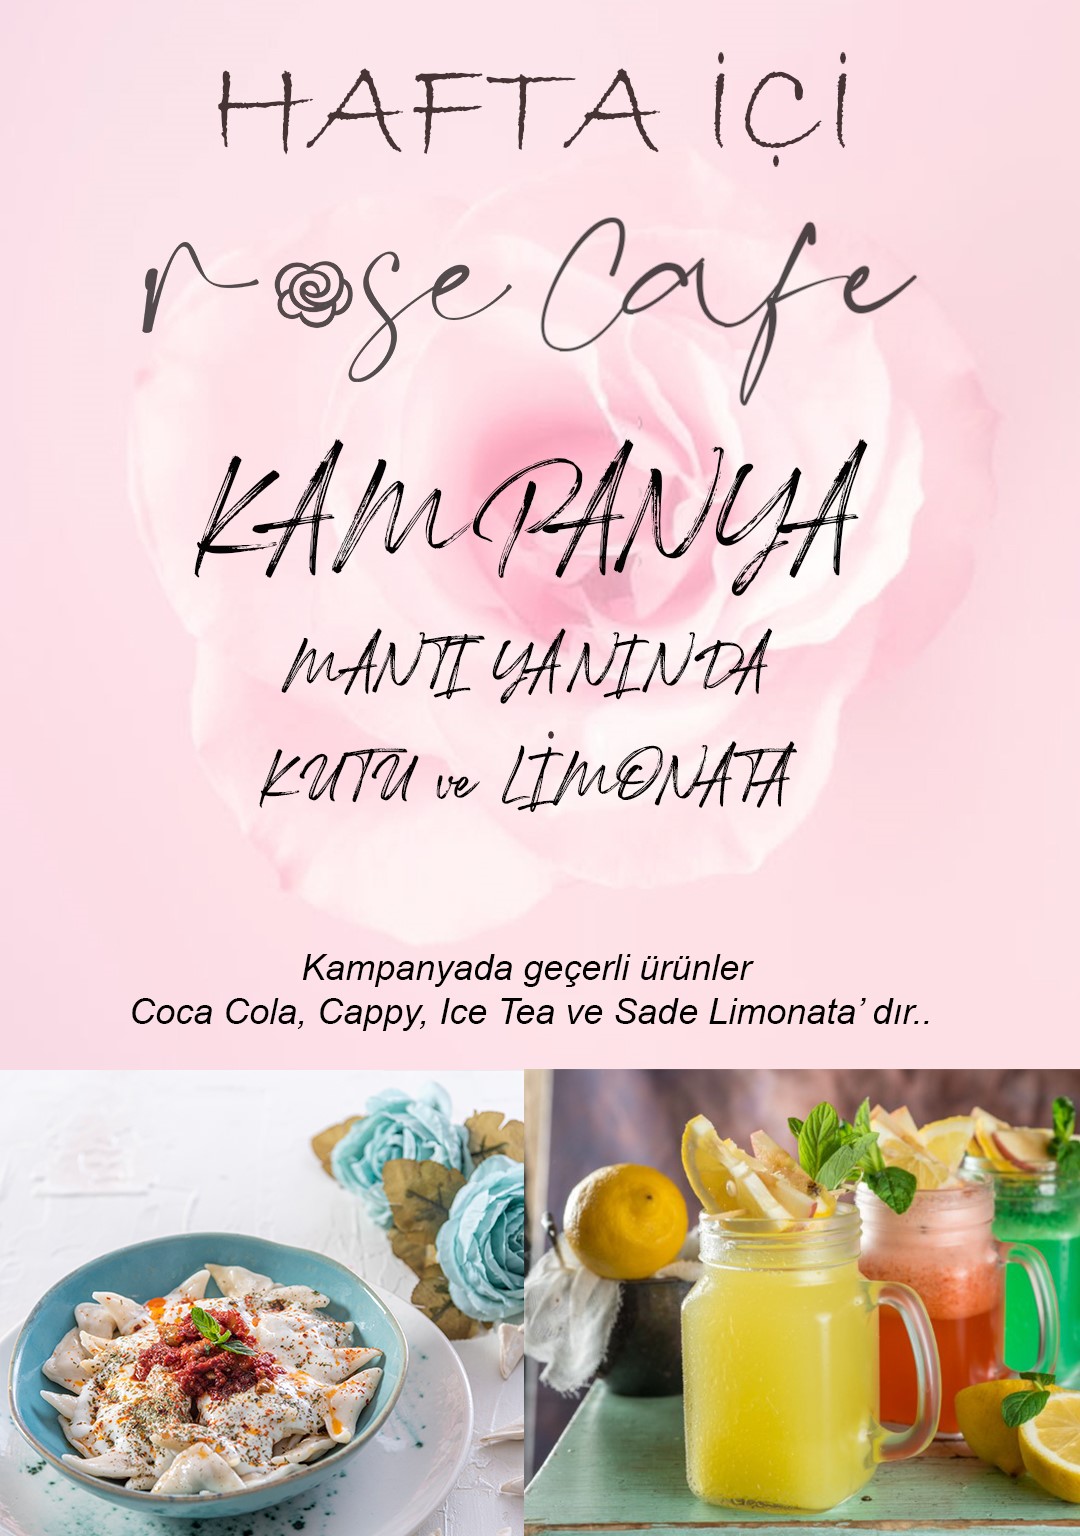 HAFTA İÇİ
rose Cafe
KAMPANYA
MANTI YANINDA
KUTU ve LİMONATA
Kampanyada geçerli ürünler
Coca Cola, Cappy, Ice Tea ve Sade Limonata’ dır..